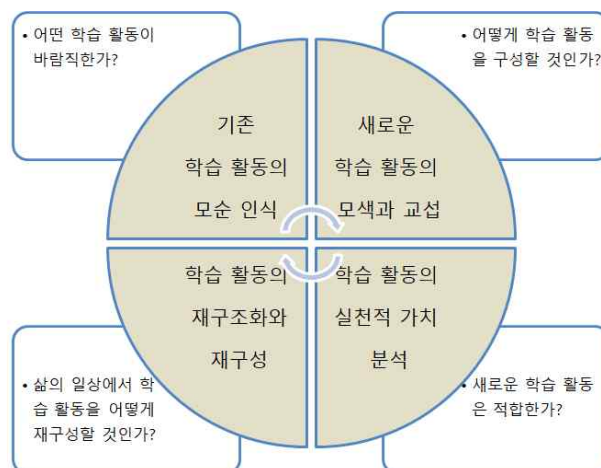 • 어떤 학습 활동이
바람직한가?
• 어떻게 학습 활동
을 구성할 것인가?
기존
학습 활동의
모순 인식
새로운
학습 활동의
모색과 교섭
학습 활동의
재구조화와
재구성
학습 활동의
실천적 가치
분석
• 삶의 일상에서 학
습 활동을 어떻게
재구성할 것인가?
• 새로운 학습 활동
은 적합한가?